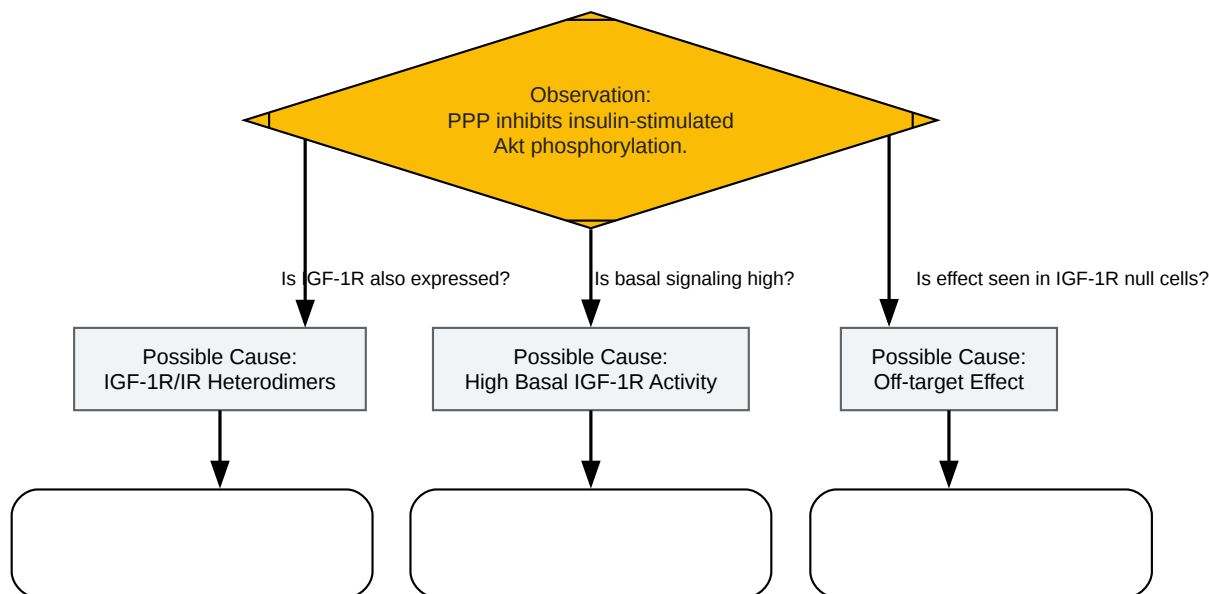 Observation:
PPP inhibits insulin-stimulated
Akt phosphorylation.
Is IGF-1R also expressed?
Is basal signaling high?
Is effect seen in IGF-1R null cells?
Possible Cause:
IGF-1R/IR Heterodimers
Possible Cause:
High Basal IGF-1R Activity
Possible Cause:
Off-target Effect